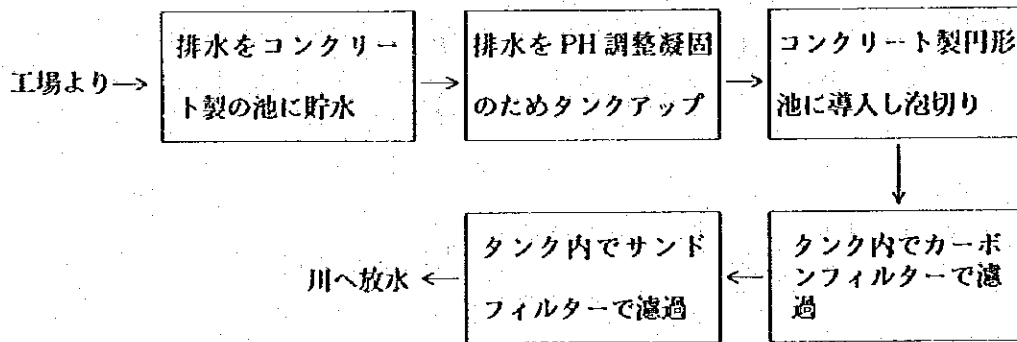 工場より
排水をコンクリー
ト製の池に貯水
排水をPH調整凝固
のためタンクアップ
コンクリート製円形
池に導入し泡切り
タンク内でカーボ
ンフィルターで濾
過
タンク内でサンド
フィルターで濾過
川へ放水